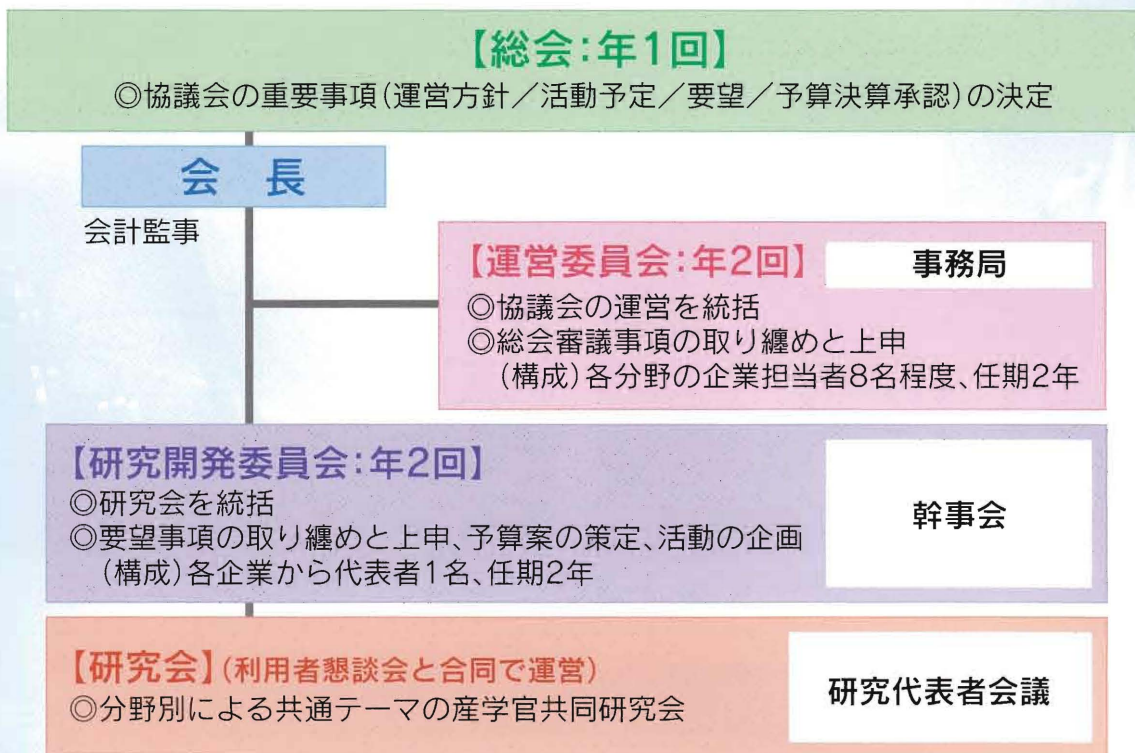 【総会：年1回】
◎協議会の重要事項（運営方針／活動予定／要望／予算決算承認）の決定
会 長
会計監事
【運営委員会：年2回】 事務局
◎協議会の運営を統括
◎総会審議事項の取り纏めと上申
（構成）各分野の企業担当者8名程度、任期2年
【研究開発委員会：年2回】
◎研究会を統括
◎要望事項の取り纏めと上申、予算案の策定、活動の企画
（構成）各企業から代表者1名、任期2年
幹事会
【研究会】（利用者懇談会と合同で運営）
◎分野別による共通テーマの産学官共同研究会
研究代表者会議